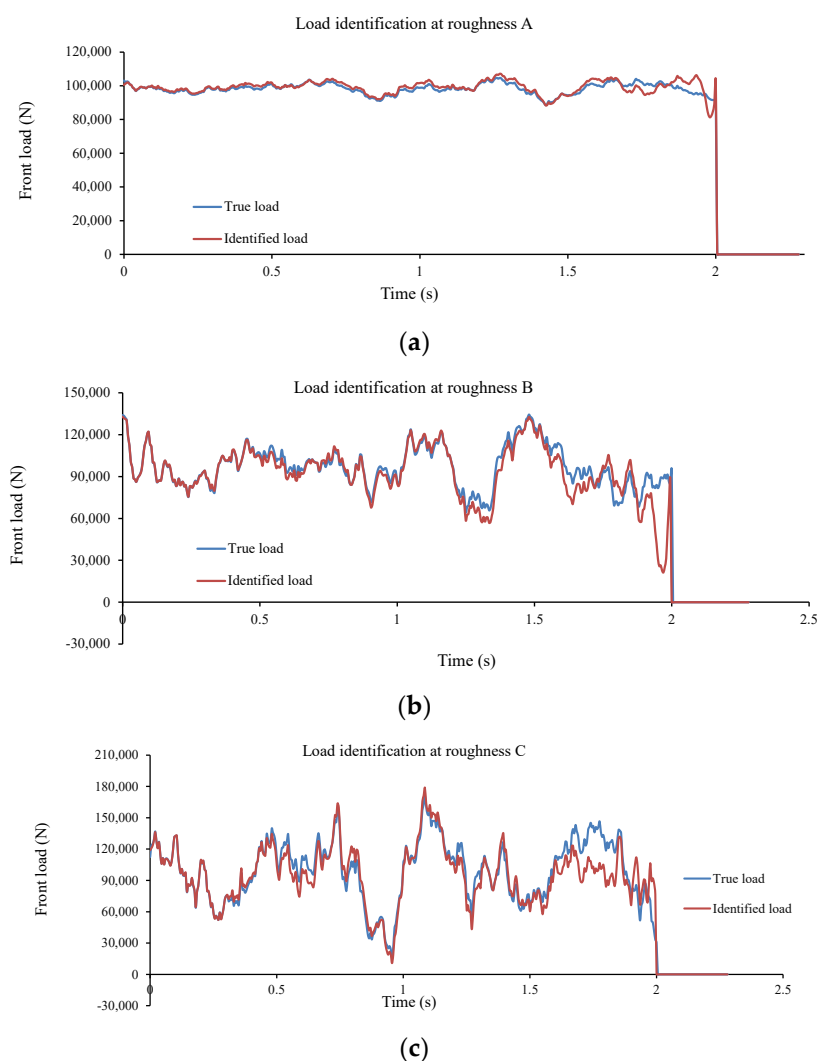 Load identification at roughness A
120,000
100,000
80,000
60,000
40,000
20,000
0
Front load (N)
True load
Identified load
0 0.5 1 1.5 2
Time (s)
(a)
Load identification at roughness B
150,000
120,000
90,000
60,000
30,000
0
-30,000
Front load (N)
True load
Identified load
0 0.5 1 1.5 2 2.5
Time (s)
(b)
Load identification at roughness C
210,000
180,000
150,000
120,000
90,000
60,000
30,000
0
-30,000
Front load (N)
True load
Identified load
0 0.5 1 1.5 2 2.5
Time (s)
(c)